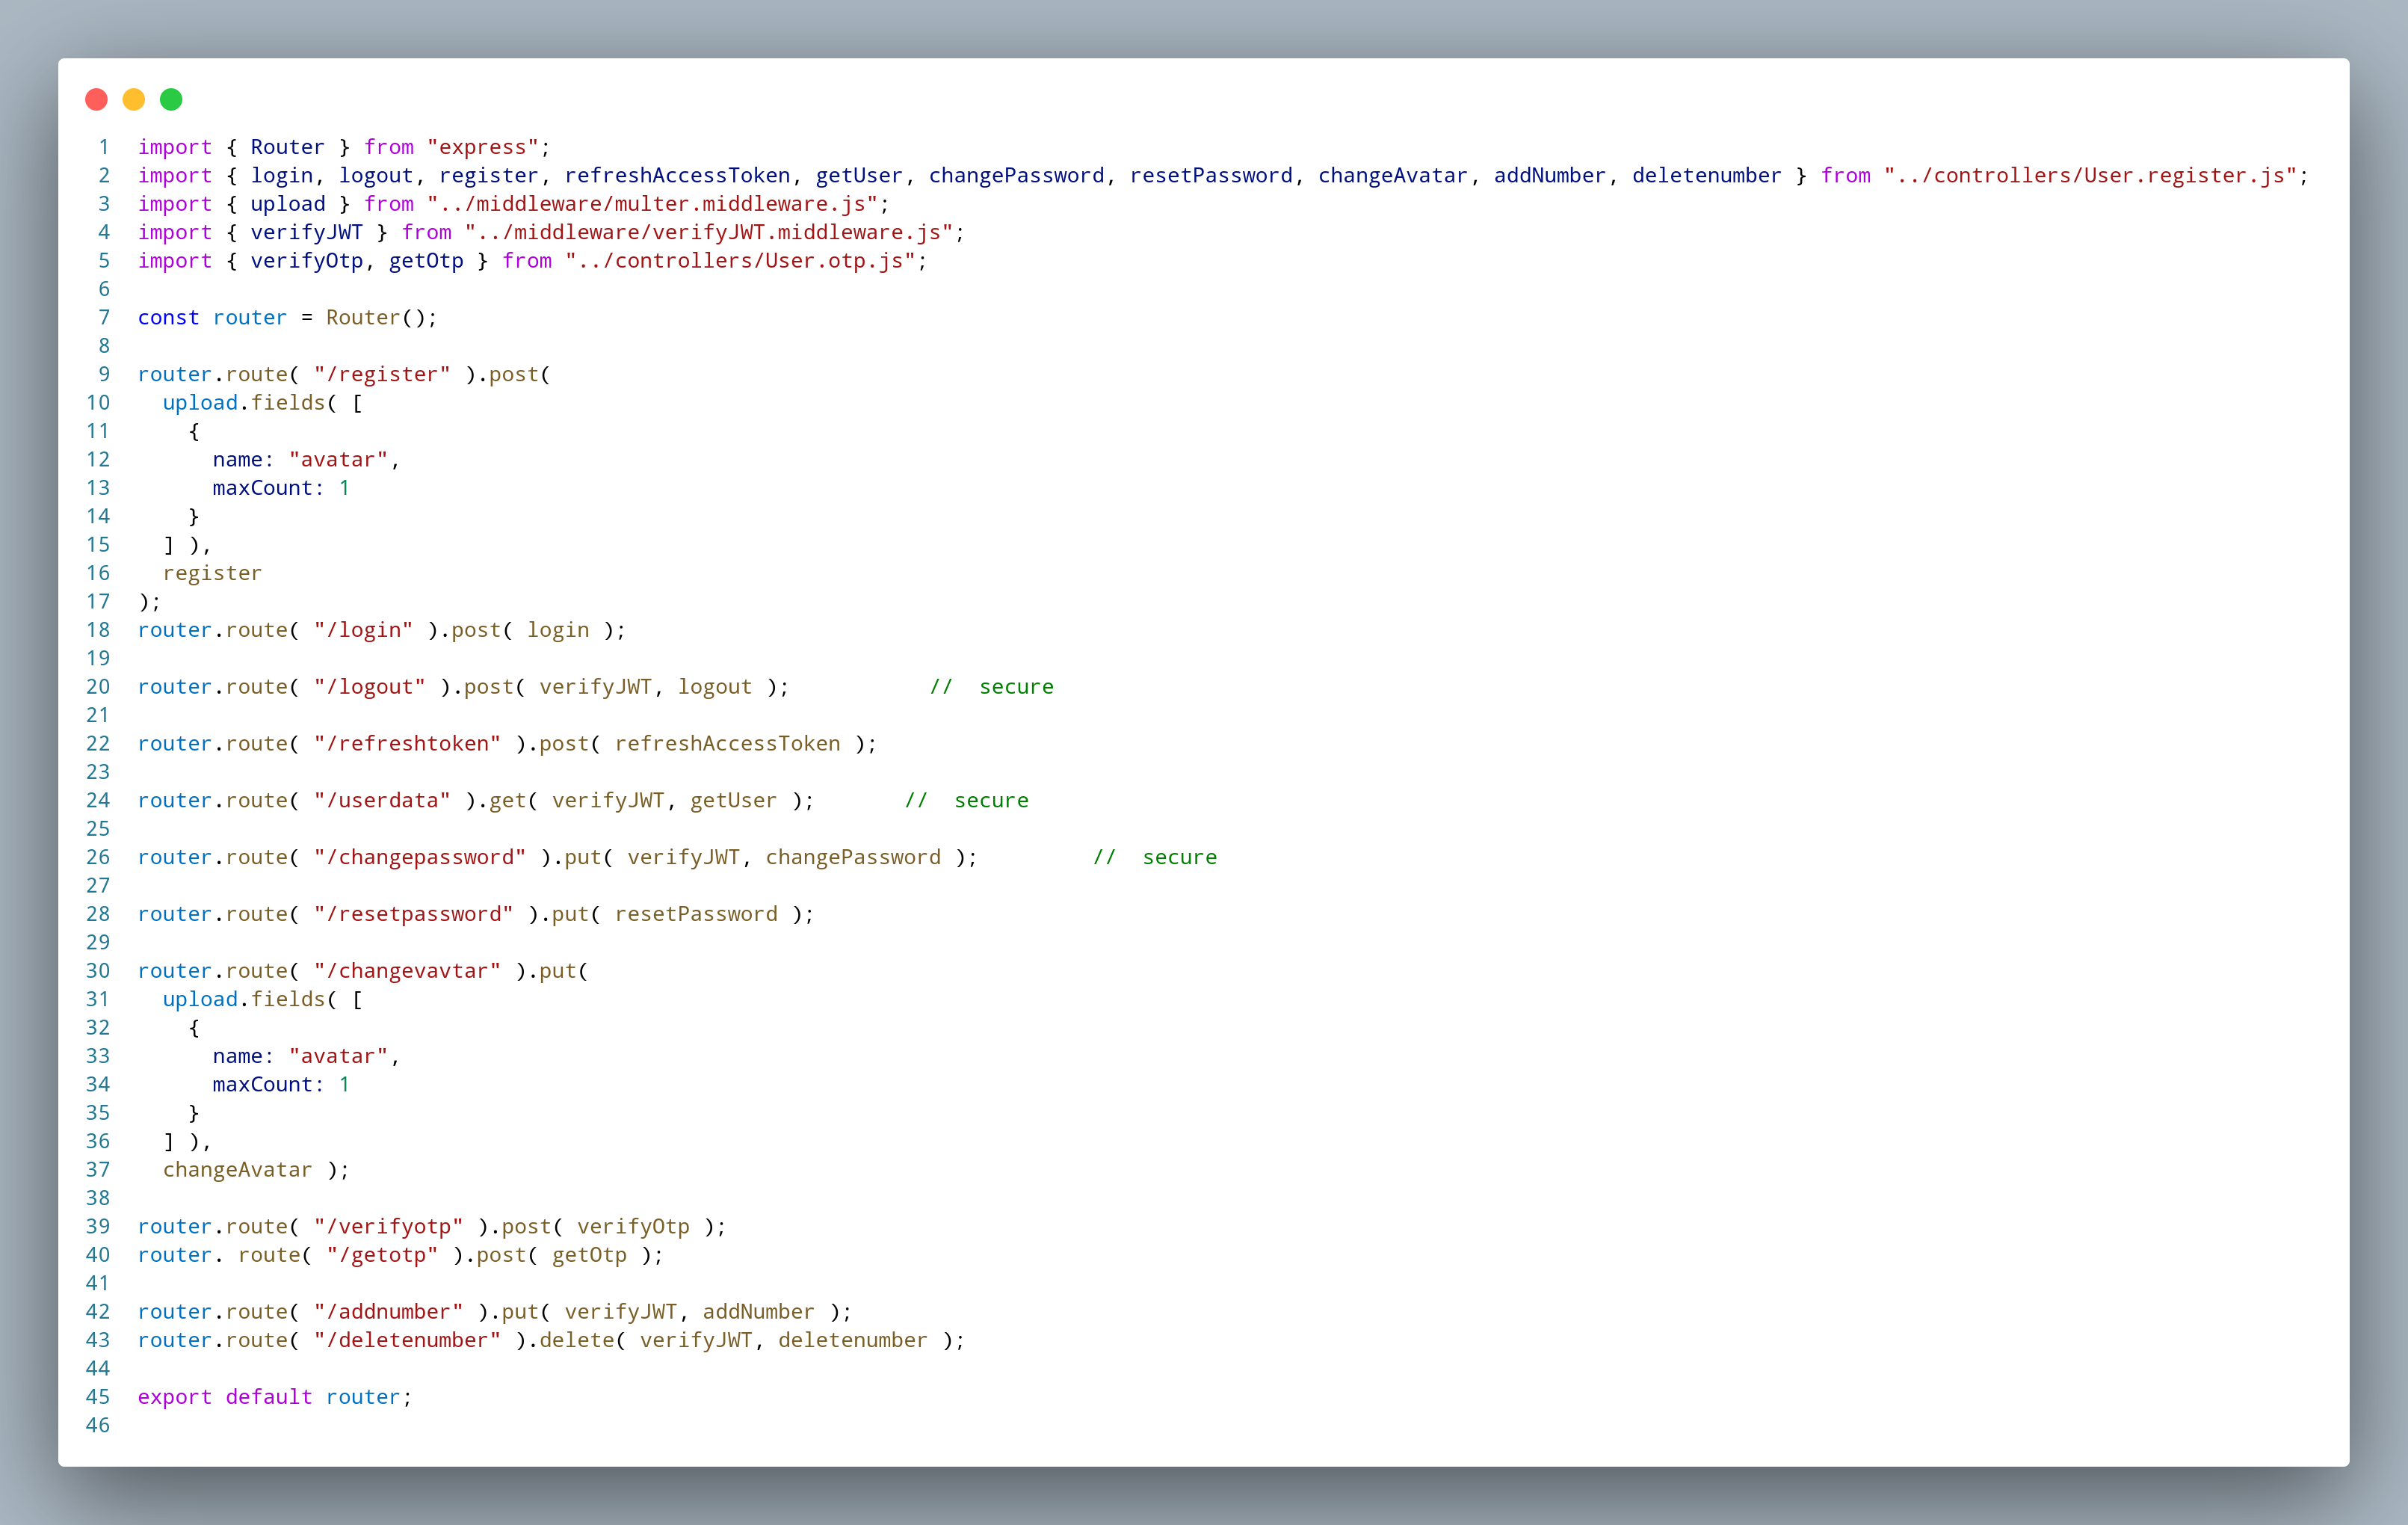 1 import { Router } from "express";
2 import { login, logout, register, refreshAccessToken, getUser, changePassword, resetPassword, changeAvatar, addNumber, deletenumber } from "../controllers/User.register.js";
3 import { upload } from "../middleware/multer.middleware.js";
4 import { verifyJWT } from "../middleware/verifyJWT.middleware.js";
5 import { verifyOtp, getOtp } from "../controllers/User.otp.js";
6
7 const router = Router();
8
9 router.route( "/register" ).post(
10   upload.fields( [
11     {
12       name: "avatar",
13       maxCount: 1
14     }
15   ] ),
16   register
17 );
18 router.route( "/login" ).post( login );
19
20 router.route( "/logout" ).post( verifyJWT, logout );           //  secure
21
22 router.route( "/refreshtoken" ).post( refreshAccessToken );
23
24 router.route( "/userdata" ).get( verifyJWT, getUser );       //  secure
25
26 router.route( "/changepassword" ).put( verifyJWT, changePassword );         //  secure
27
28 router.route( "/resetpassword" ).put( resetPassword );
29
30 router.route( "/changevavtar" ).put(
31   upload.fields( [
32     {
33       name: "avatar",
34       maxCount: 1
35     }
36   ] ),
37   changeAvatar );
38
39 router.route( "/verifyotp" ).post( verifyOtp );
40 router. route( "/getotp" ).post( getOtp );
41
42 router.route( "/addnumber" ).put( verifyJWT, addNumber );
43 router.route( "/deletenumber" ).delete( verifyJWT, deletenumber );
44
45 export default router;
46